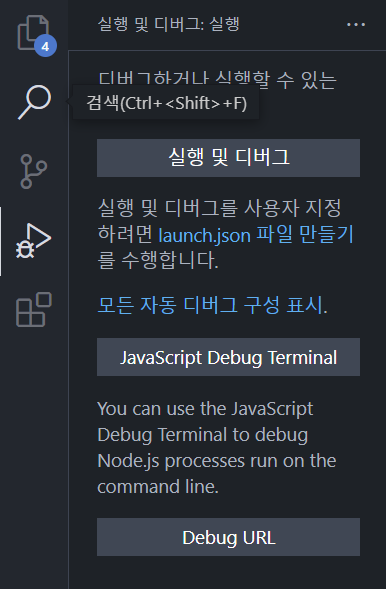 4
실행 및 디버그: 실행
디버그하거나 실행할 수 있는
검색(Ctrl+<Shift>+F)
실행 및 디버그
실행 및 디버그를 사용자 지정
하려면 launch.json 파일 만들기
를 수행합니다.
모든 자동 디버그 구성 표시.
JavaScript Debug Terminal
You can use the JavaScript
Debug Terminal to debug
Node.js processes run on the
command line.
Debug URL